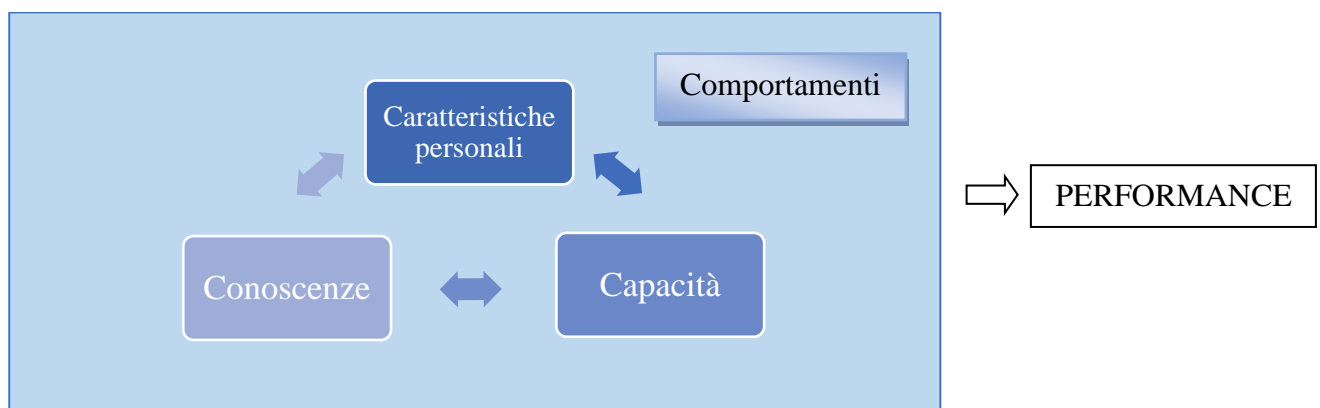 Comportamenti
Caratteristiche
personali
PERFORMANCE
Conoscenze
Capacità